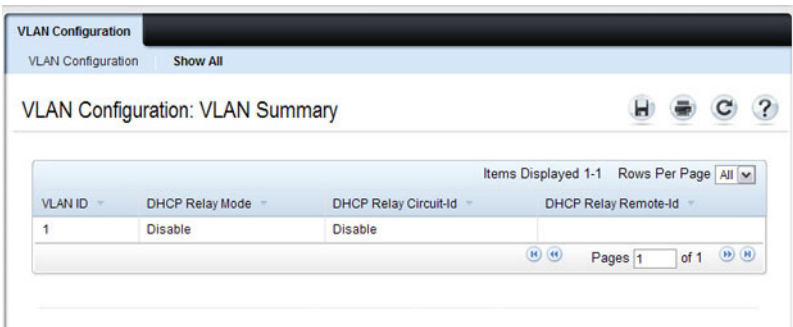 VLAN Configuration
VLAN Configuration Show All
VLAN Configuration: VLAN Summary
Items Displayed 1-1 Rows Per Page All
VLAN ID DHCP Relay Mode DHCP Relay Circuit-Id DHCP Relay Remote-Id
1 Disable Disable
Pages 1 of 1